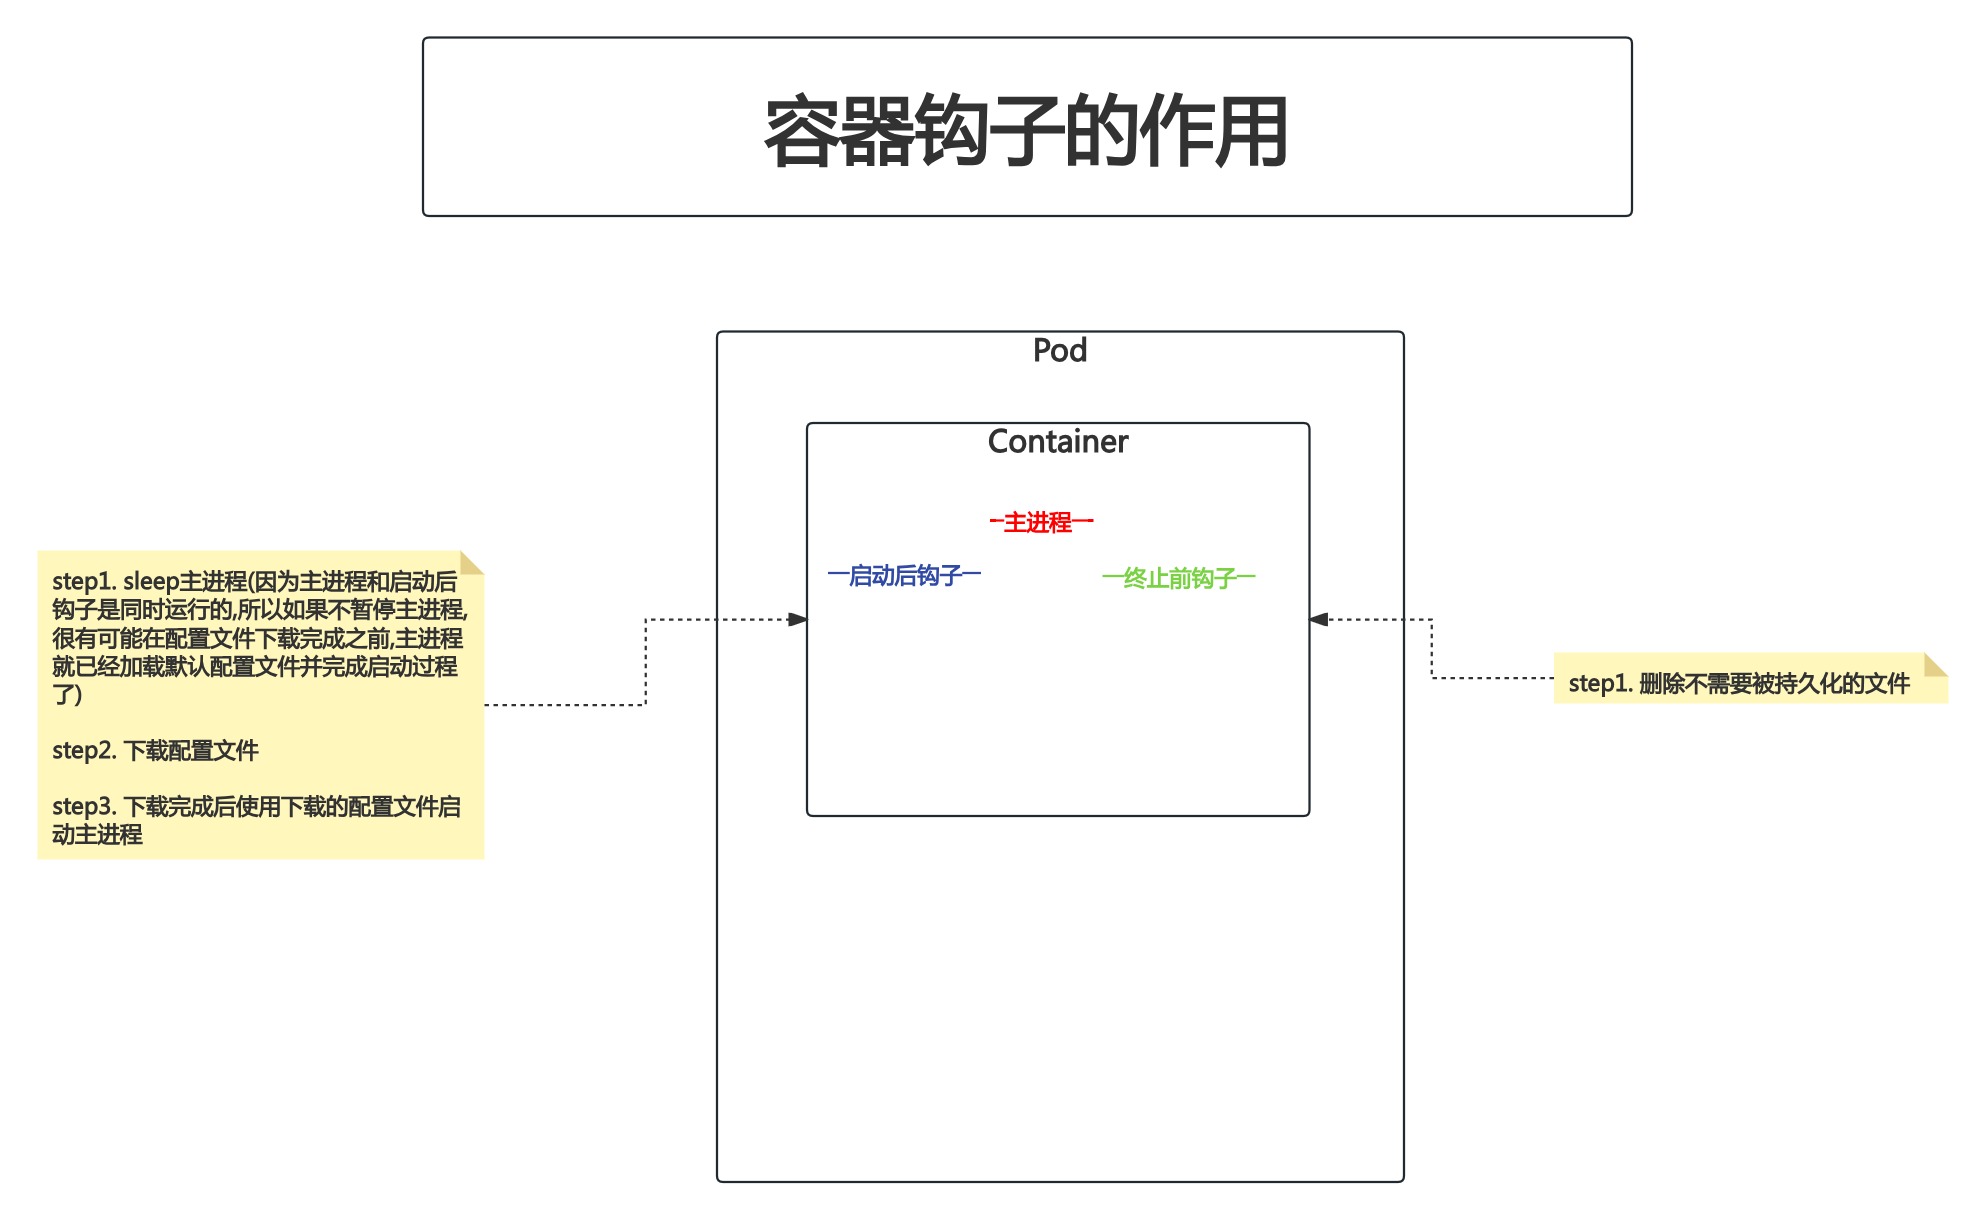 容器钩子的作用
Pod
Container
主进程
启动后钩子
终止前钩子
step1. sleep主进程(因为主进程和启动后
钩子是同时运行的,所以如果不暂停主进程,
很有可能在配置文件下载完成之前,主进程
就已经加载默认配置文件并完成启动过程
了)
step2. 下载配置文件
step3. 下载完成后使用下载的配置文件启
动主进程
step1. 删除不需要被持久化的文件